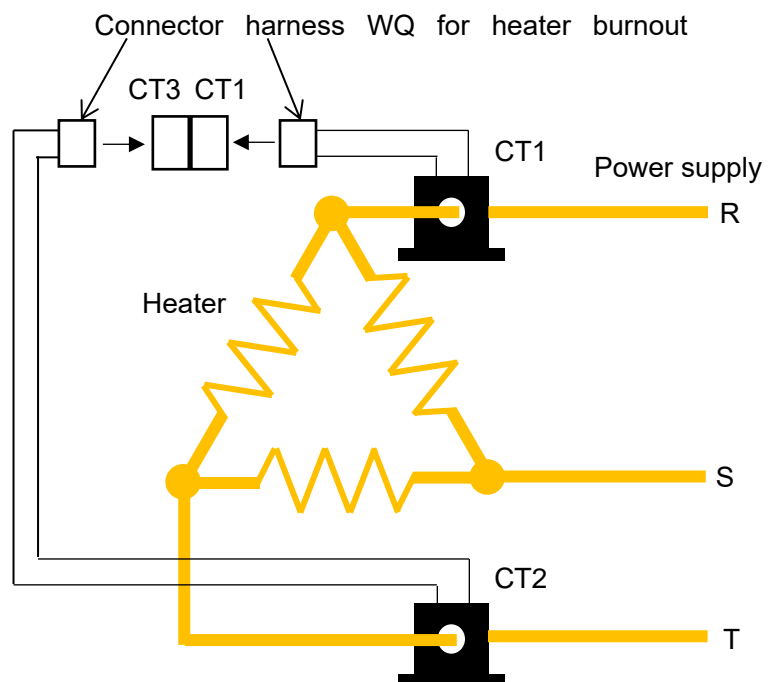 Connector harness WQ for heater burnout
CT3 CT1
CT1
Power supply
R
Heater
S
CT2
T